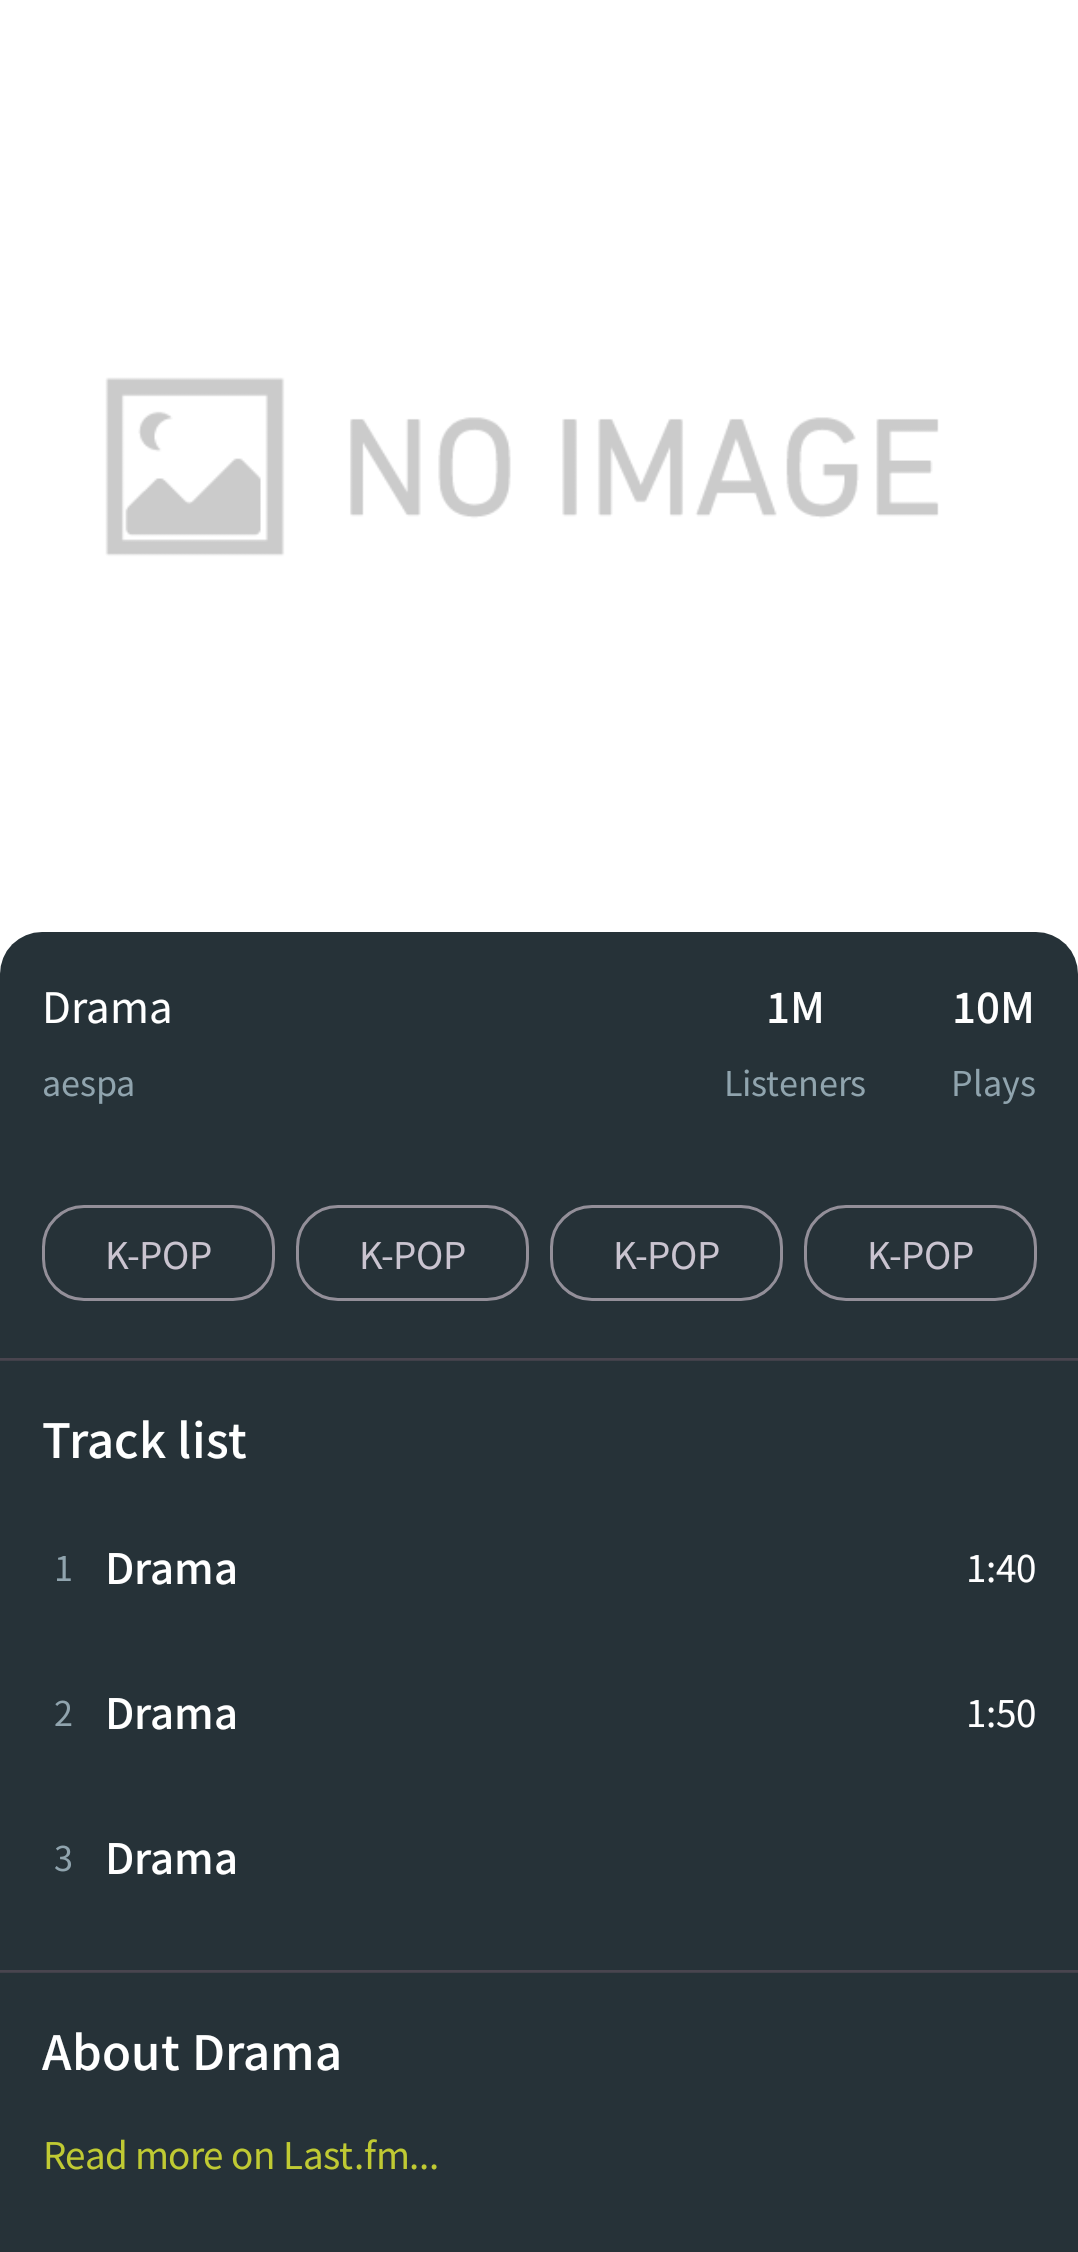 NO IMAGE
Drama 1M 10M
aespa Listeners Plays
K-POP K-POP K-POP K-POP
Track list
1 Drama 1:40
2 Drama 1:50
3 Drama
About Drama
Read more on Last.fm...